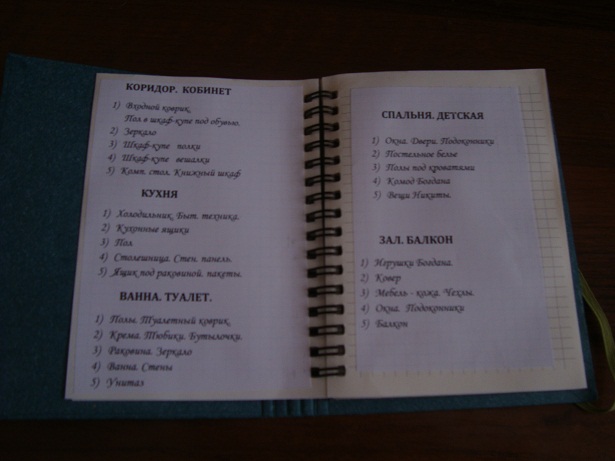 КОРИДОР. КОБИНЕТ
1) Входной коврик.
Пол в шкаф-купе под обувью.
2) Зеркало
3) Шкаф-купе полки
4) Шкаф-купе вешалки
5) Комп. стол. Книжный шкаф
КУХНЯ
1) Холодильник. Быт. техника.
2) Кухонные ящики
3) Пол
4) Столешница. Стен. панель.
5) Ящик под раковиной. пакеты.
ВАННА. ТУАЛЕТ.
1) Полы. Туалетный коврик.
2) Крема. Тюбики. Бутылочки.
3) Раковина. Зеркало
4) Ванна. Стены
5) Унитаз
СПАЛЬНЯ. ДЕТСКАЯ
1) Окна. Двери. Подоконники
2) Постельное белье
3) Полы под кроватями
4) Комод Богдана
5) Вещи Никиты.
ЗАЛ. БАЛКОН
1) Игрушки Богдана.
2) Ковер
3) Мебель - кожа. Чехлы.
4) Окна. Подоконники
5) Балкон